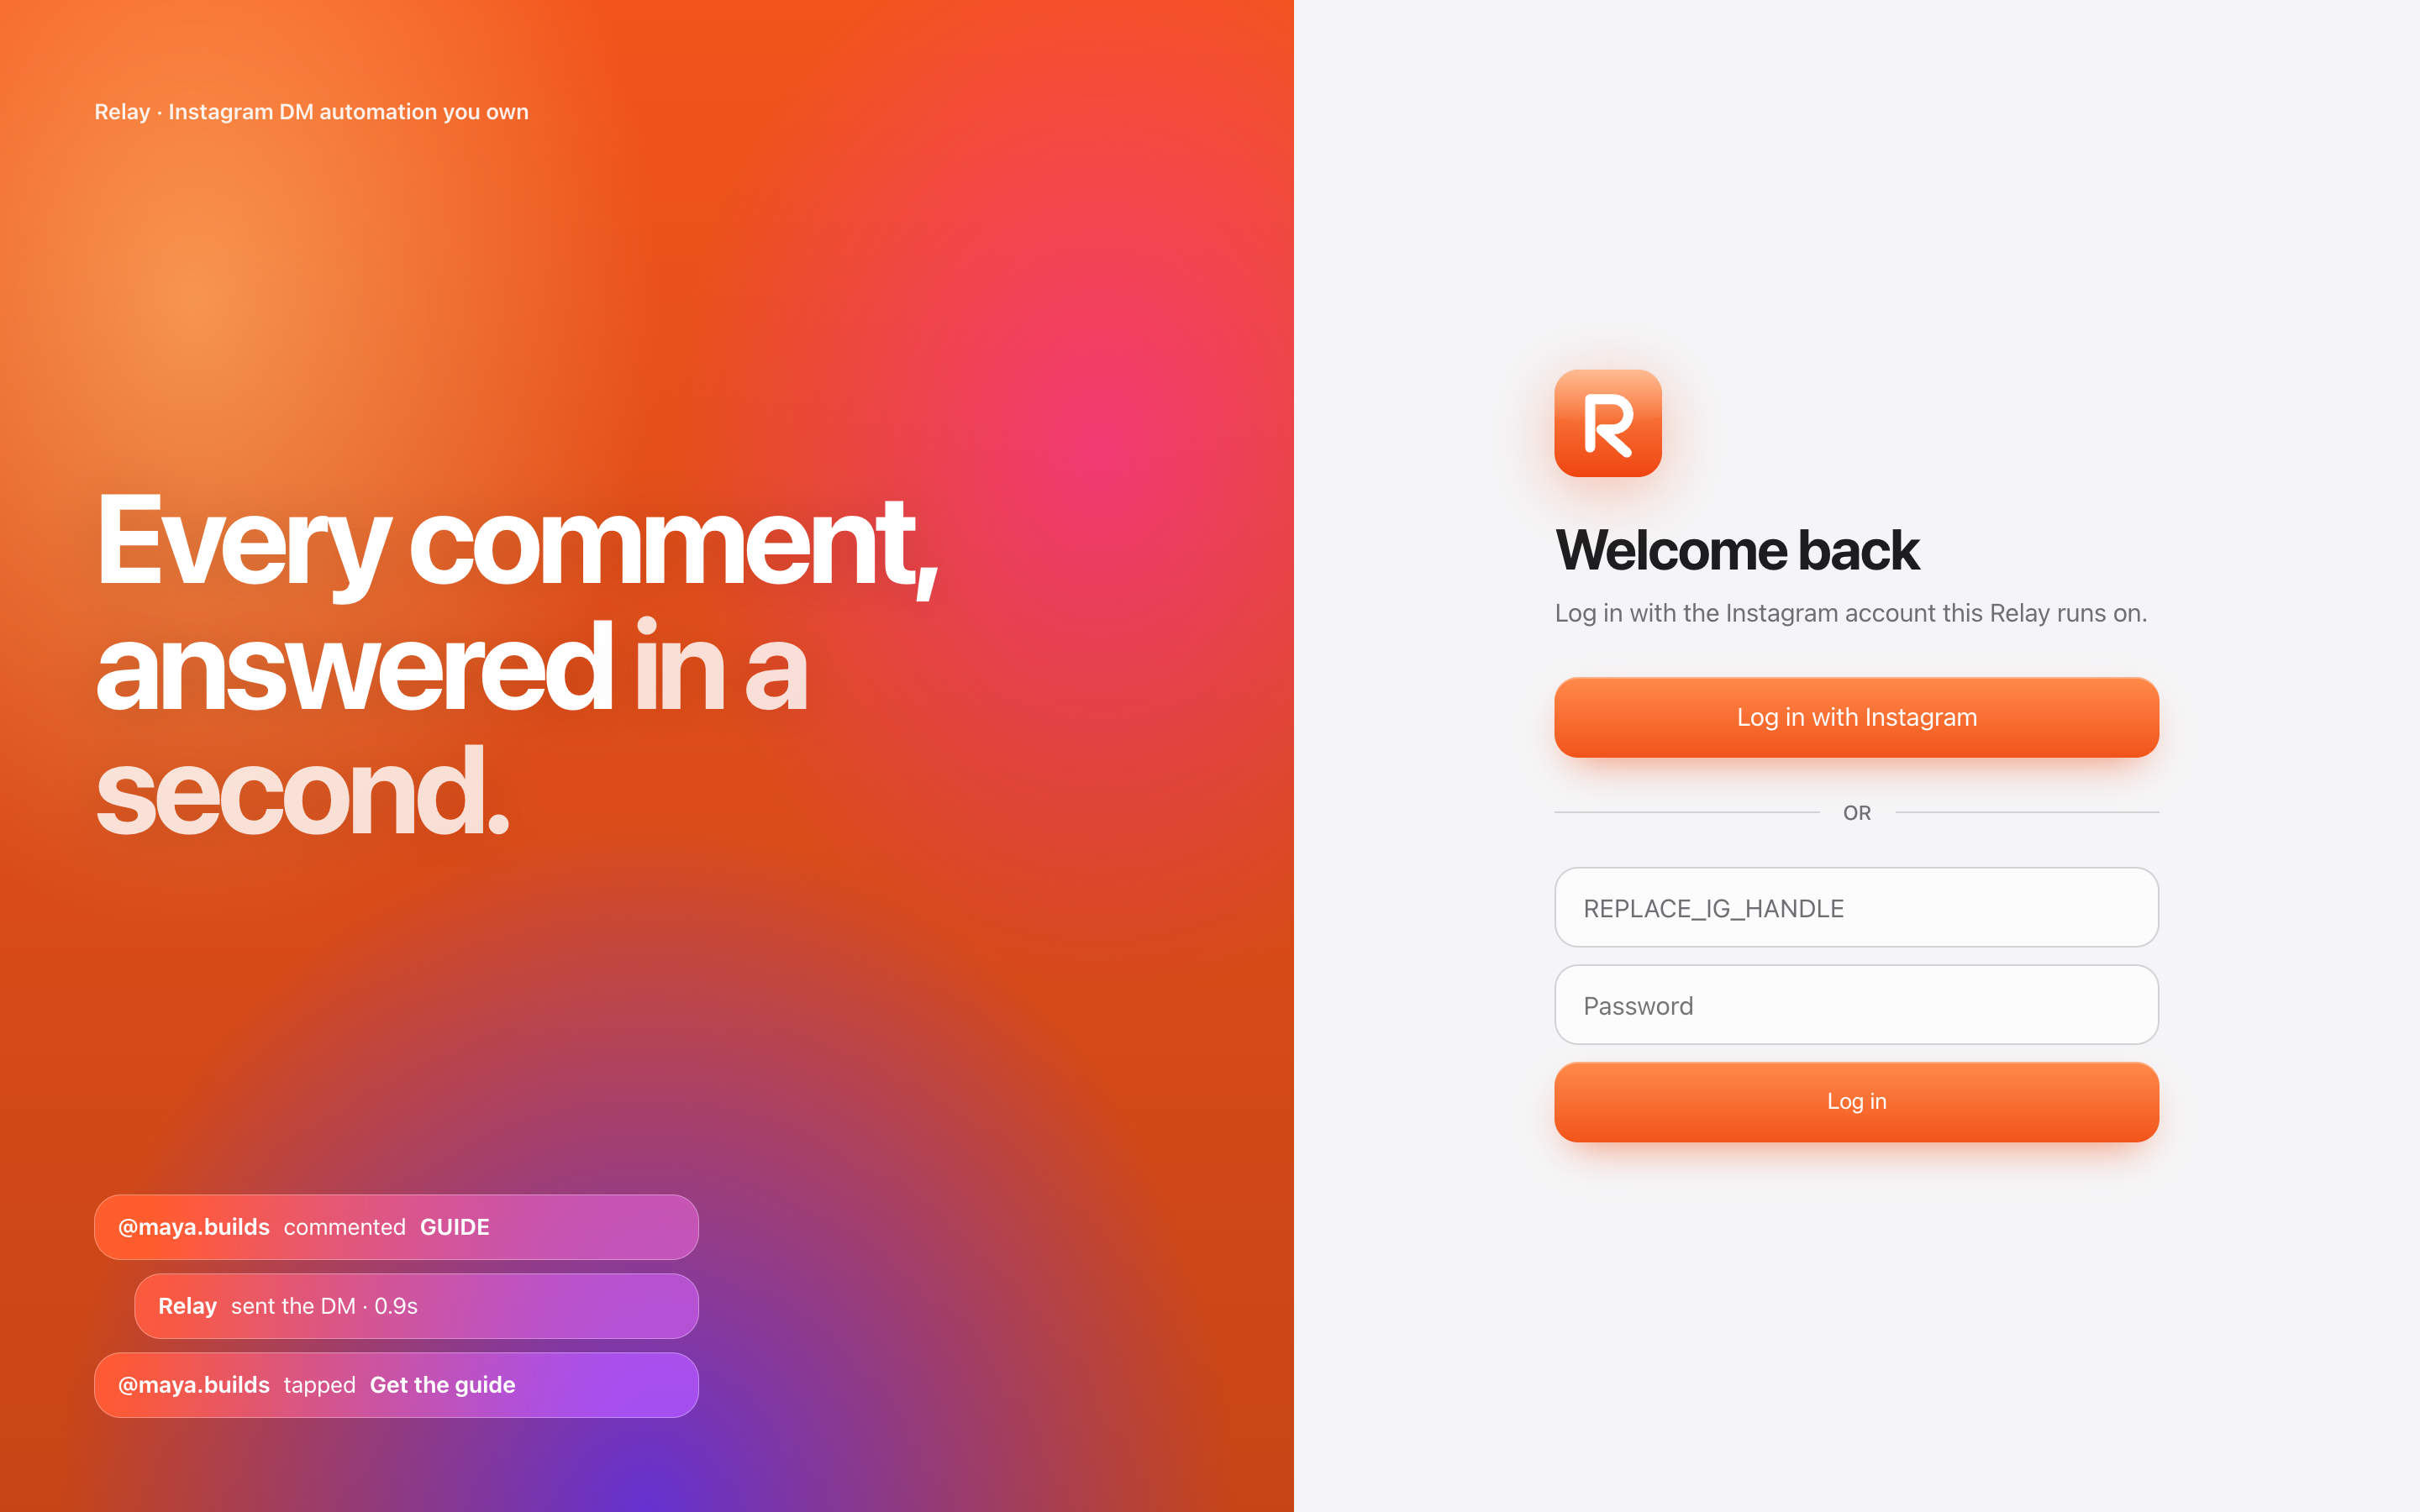 Relay · Instagram DM automation you own
Every comment,
answered in a
second.
@maya.builds commented GUIDE
Relay sent the DM · 0.9s
@maya.builds tapped Get the guide
R
Welcome back
Log in with the Instagram account this Relay runs on.
Log in with Instagram
OR
REPLACE_IG_HANDLE
Password
Log in